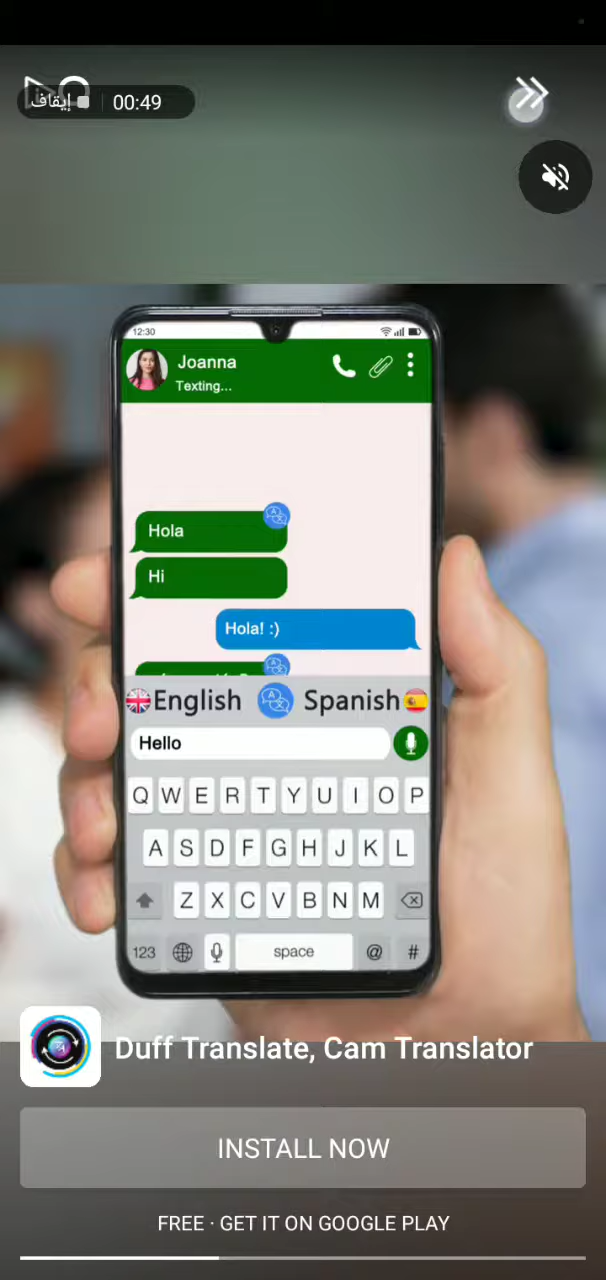 إيقاف 00:49
12:30
Joanna
Texting...
Hola
Hi
Hola! :)
English Spanish
Hello
Q W E R T Y U I O P
A S D F G H J K L
Z X C V B N M
123 space @ #
Duff Translate, Cam Translator
INSTALL NOW
FREE · GET IT ON GOOGLE PLAY